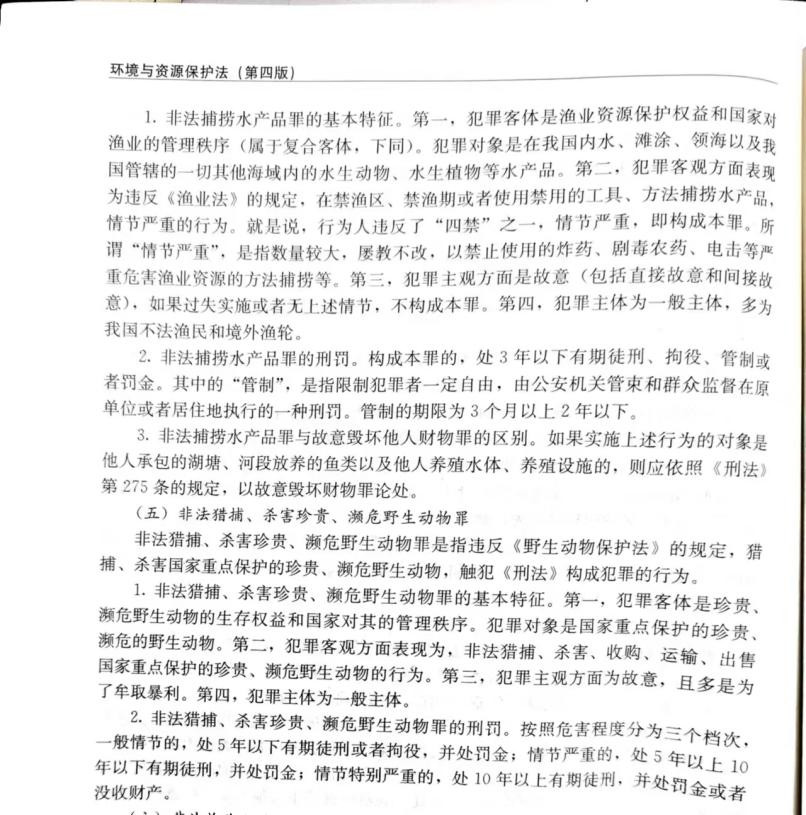 环境与资源保护法（第四版）
1. 非法捕捞水产品罪的基本特征。第一，犯罪客体是渔业资源保护权益和国家对
渔业的管理秩序（属于复合客体，下同）。犯罪对象是在我国内水、滩涂、领海以及我
国管辖的一切其他海域内的水生动物、水生植物等水产品。第二，犯罪客观方面表现
为违反《渔业法》的规定，在禁渔区、禁渔期或者使用禁用的工具、方法捕捞水产品，
情节严重的行为。就是说，行为人违反了“四禁”之一，情节严重，即构成本罪。所
谓“情节严重”，是指数量较大，屡教不改，以禁止使用的炸药、剧毒农药、电击等严
重危害渔业资源的方法捕捞等。第三，犯罪主观方面是故意（包括直接故意和间接故
意），如果过失实施或者无上述情节，不构成本罪。第四，犯罪主体为一般主体，多为
我国不法渔民和境外渔轮。
2. 非法捕捞水产品罪的刑罚。构成本罪的，处 3 年以下有期徒刑、拘役、管制或
者罚金。其中的“管制”，是指限制犯罪者一定自由，由公安机关管束和群众监督在原
单位或者居住地执行的一种刑罚。管制的期限为 3 个月以上 2 年以下。
3. 非法捕捞水产品罪与故意毁坏他人财物罪的区别。如果实施上述行为的对象是
他人承包的湖塘、河段放养的鱼类以及他人养殖水体、养殖设施的，则应依照《刑法》
第 275 条的规定，以故意毁坏财物罪论处。
（五）非法猎捕、杀害珍贵、濒危野生动物罪
非法猎捕、杀害珍贵、濒危野生动物罪是指违反《野生动物保护法》的规定，猎
捕、杀害国家重点保护的珍贵、濒危野生动物，触犯《刑法》构成犯罪的行为。
1. 非法猎捕、杀害珍贵、濒危野生动物罪的基本特征。第一，犯罪客体是珍贵、
濒危野生动物的生存权益和国家对其的管理秩序。犯罪对象是国家重点保护的珍贵、
濒危的野生动物。第二，犯罪客观方面表现为，非法猎捕、杀害、收购、运输、出售
国家重点保护的珍贵、濒危野生动物的行为。第三，犯罪主观方面为故意，且多是为
了牟取暴利。第四，犯罪主体为一般主体。
2. 非法猎捕、杀害珍贵、濒危野生动物罪的刑罚。按照危害程度分为三个档次，
一般情节的，处 5 年以下有期徒刑或者拘役，并处罚金；情节严重的，处 5 年以上 10
年以下有期徒刑，并处罚金；情节特别严重的，处 10 年以上有期徒刑，并处罚金或者
没收财产。